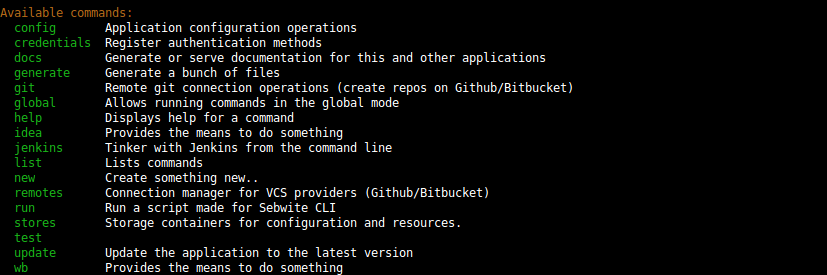 Available commands:
config Application configuration operations
credentials Register authentication methods
docs Generate or serve documentation for this and other applications
generate Generate a bunch of files
git Remote git connection operations (create repos on Github/Bitbucket)
global Allows running commands in the global mode
help Displays help for a command
idea Provides the means to do something
jenkins Tinker with Jenkins from the command line
list Lists commands
new Create something new..
remotes Connection manager for VCS providers (Github/Bitbucket)
run Run a script made for Sebwite CLI
stores Storage containers for configuration and resources.
test
update Update the application to the latest version
wb Provides the means to do something